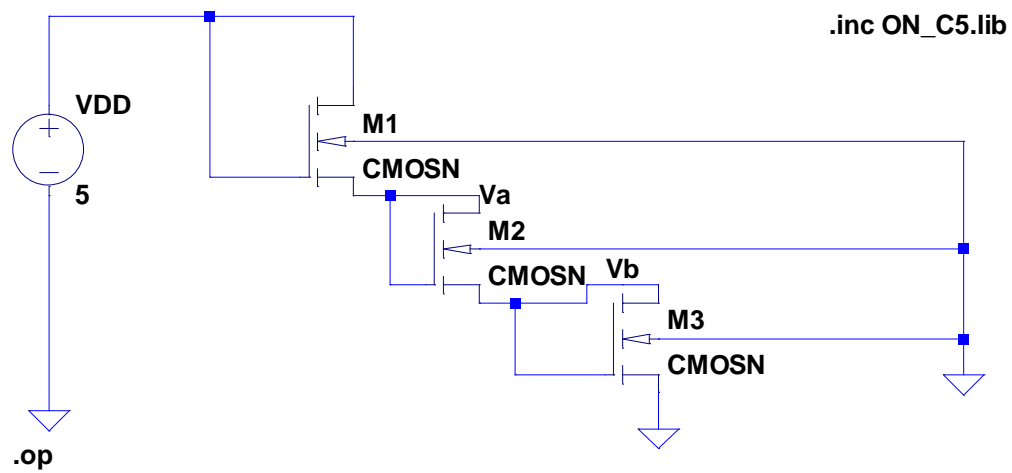 .inc ON_C5.lib
VDD
M1
CMOSN
5
Va
M2
CMOSN
Vb
M3
CMOSN
.op